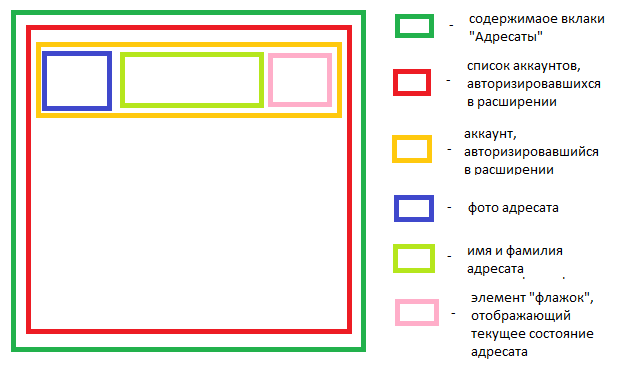 - содержимаое вклаки
"Адресаты"
- список аккаунтов,
авторизировавшихся
в расширении
- аккаунт,
авторизировавшийся
в расширении
- фото адресата
- имя и фамилия
адресата
- элемент "флажок",
отображающий
текущее состояние
адресата